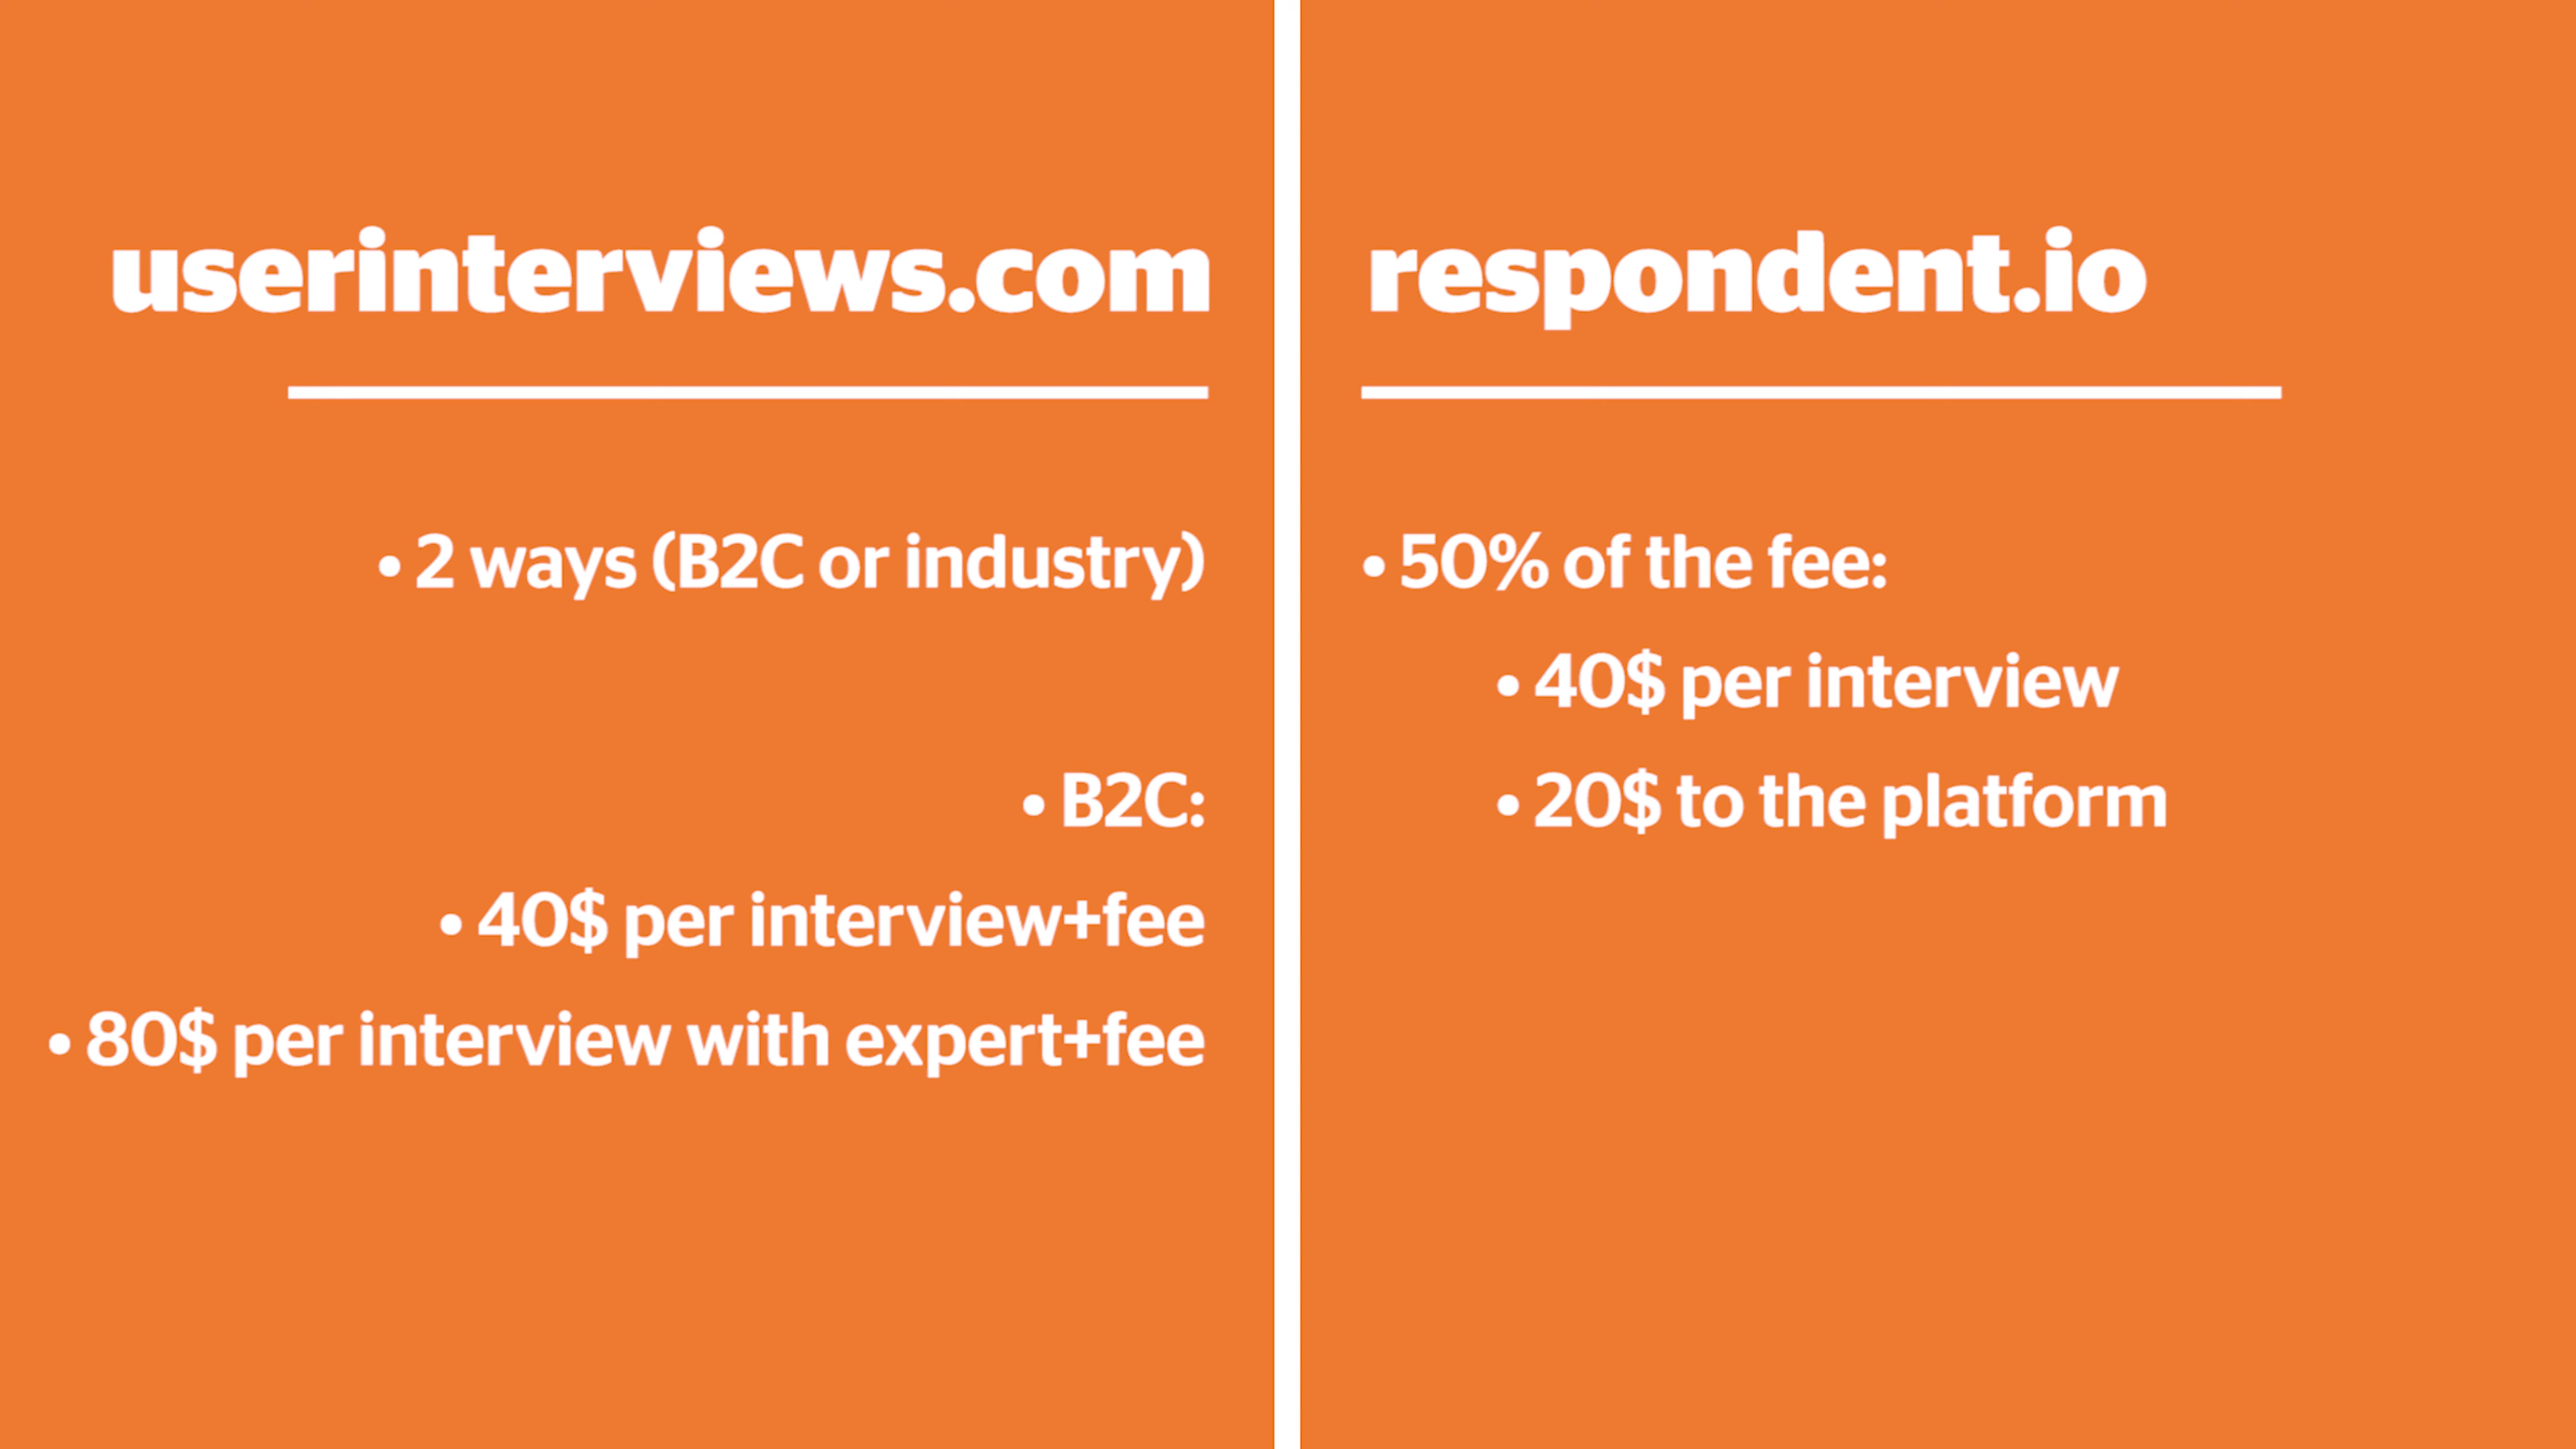 userinterviews.com
• 2 ways (B2C or industry)
• B2C:
• 40$ per interview+fee
• 80$ per interview with expert+fee
respondent.io
• 50% of the fee:
• 40$ per interview
• 20$ to the platform